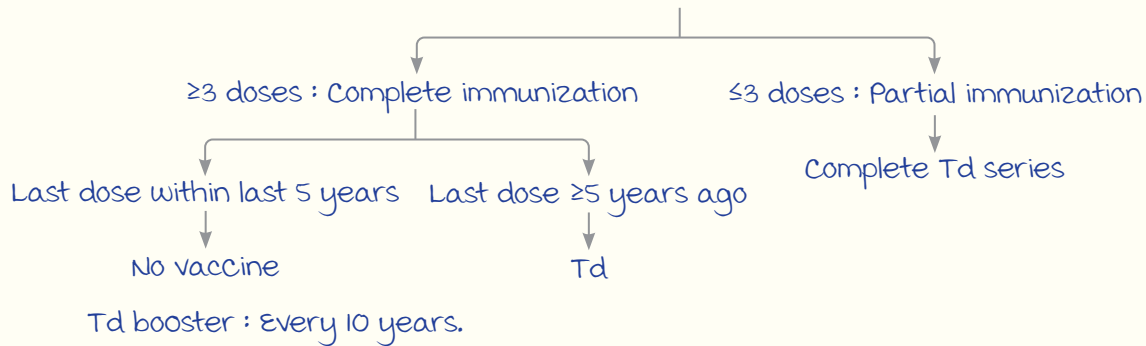 ≥3 doses : Complete immunization
≤3 doses : Partial immunization
Complete Td series
Last dose within last 5 years
Last dose ≥5 years ago
No vaccine
Td
Td booster : Every 10 years.